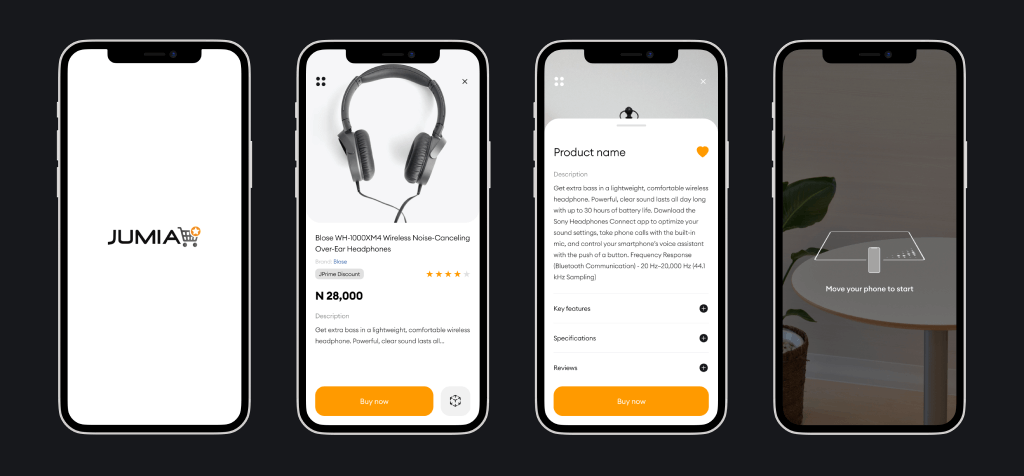 JUMIA
Blose WH-1000XM4 Wireless Noise-Canceling
Over-Ear Headphones
Brand: Blose
JPrime Discount
N 28,000
Description
Get extra bass in a lightweight, comfortable wireless
headphone. Powerful, clear sound lasts all...
Buy now
Product name
Description
Get extra bass in a lightweight, comfortable wireless
headphone. Powerful, clear sound lasts all day long
with up to 30 hours of battery life. Download the
Sony Headphones Connect app to optimize your
sound settings, take phone calls with the built-in
mic, and control your smartphone's voice assistant
with the push of a button. Frequency Response
(Bluetooth Communication) - 20 Hz–20,000 Hz (44.1
kHz Sampling)
Key features
Specifications
Reviews
Buy now
Move your phone to start